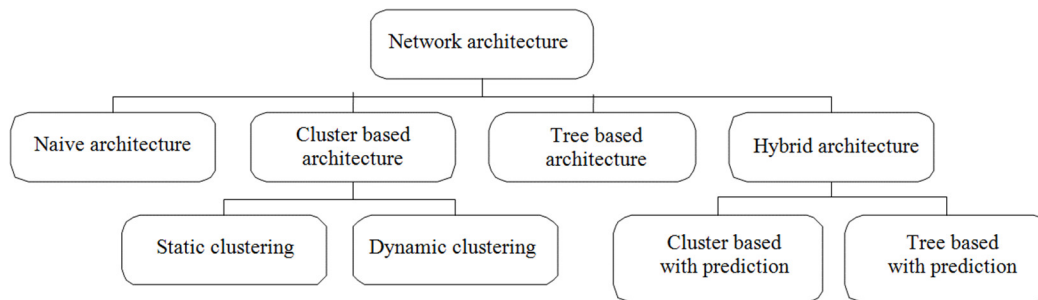 Network architecture
Naive architecture
Cluster based
architecture
Tree based
architecture
Hybrid architecture
Static clustering
Dynamic clustering
Cluster based
with prediction
Tree based
with prediction